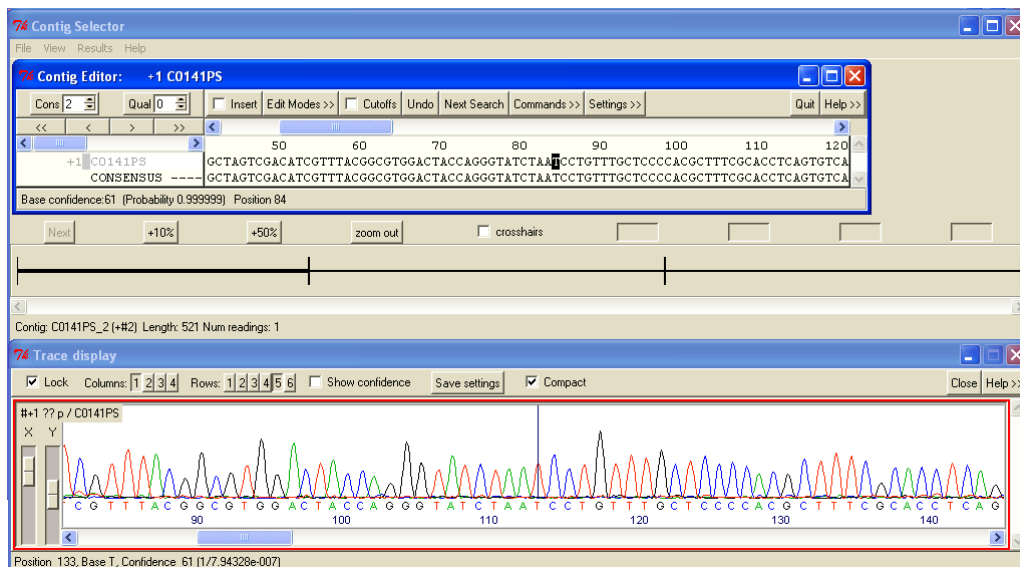 Contig Selector
File View Results Help
Contig Editor: +1 C0141PS
Cons 2 Qual 0 Insert Edit Modes >> Cutoffs Undo Next Search Commands >> Settings >> Quit Help >>
<< < > >>
50 60 70 80 90 100 110 120
+1 C0141PS GCTAGTCGACATCGTTTACGGCGTGGACTACCAGGGTATCTAATCCTGTTTGCTCCCCACGCTTTCGCACCTCAGTGTCA
CONSENSUS ---- GCTAGTCGACATCGTTTACGGCGTGGACTACCAGGGTATCTAATCCTGTTTGCTCCCCACGCTTTCGCACCTCAGTGTCA
Base confidence:61 (Probability 0.999999) Position 84
Next +10% +50% zoom out crosshairs
Contig: C0141PS_2 (+#2) Length: 521 Num readings: 1
Trace display
Lock Columns: 1 2 3 4 Rows: 1 2 3 4 5 6 Show confidence Save settings Compact Close Help >>
#+1 ?? p / C0141PS
X Y
C G T T T A C G G C G T G G A C T A C C A G G G T A T C T A A T C C T G T T T G C T C C C C A C G C T T T C G C A C C T C A G
90 100 110 120 130 140
Position 133, Base T, Confidence 61 (1/7.94328e-007)